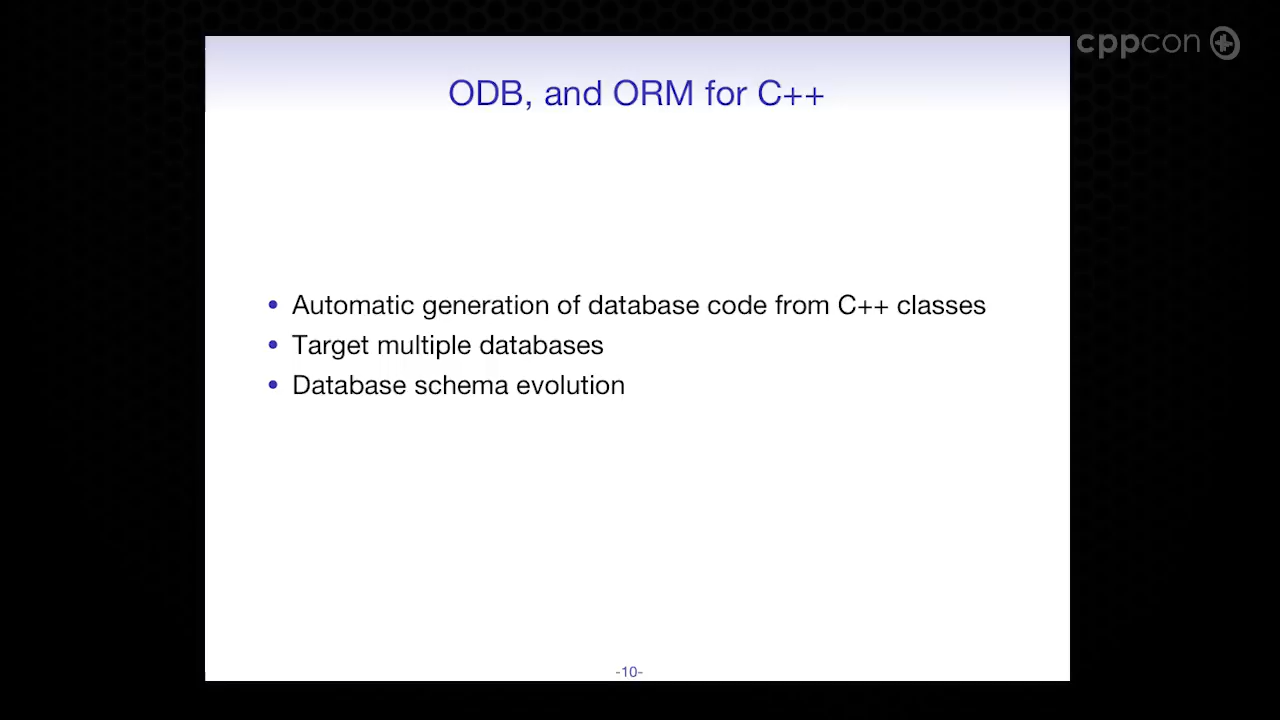 cppcon
ODB, and ORM for C++
• Automatic generation of database code from C++ classes
• Target multiple databases
• Database schema evolution
-10-